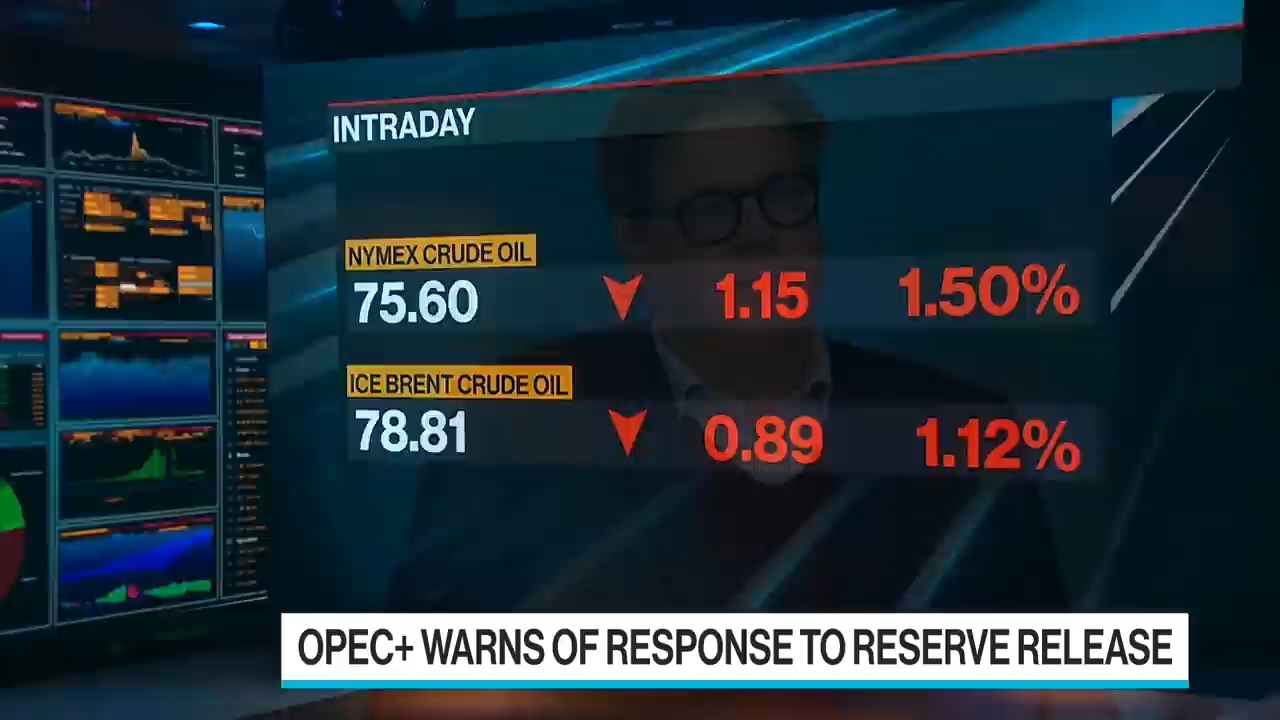 INTRADAY
NYMEX CRUDE OIL
75.60 1.15 1.50%
ICE BRENT CRUDE OIL
78.81 0.89 1.12%
OPEC+ WARNS OF RESPONSE TO RESERVE RELEASE